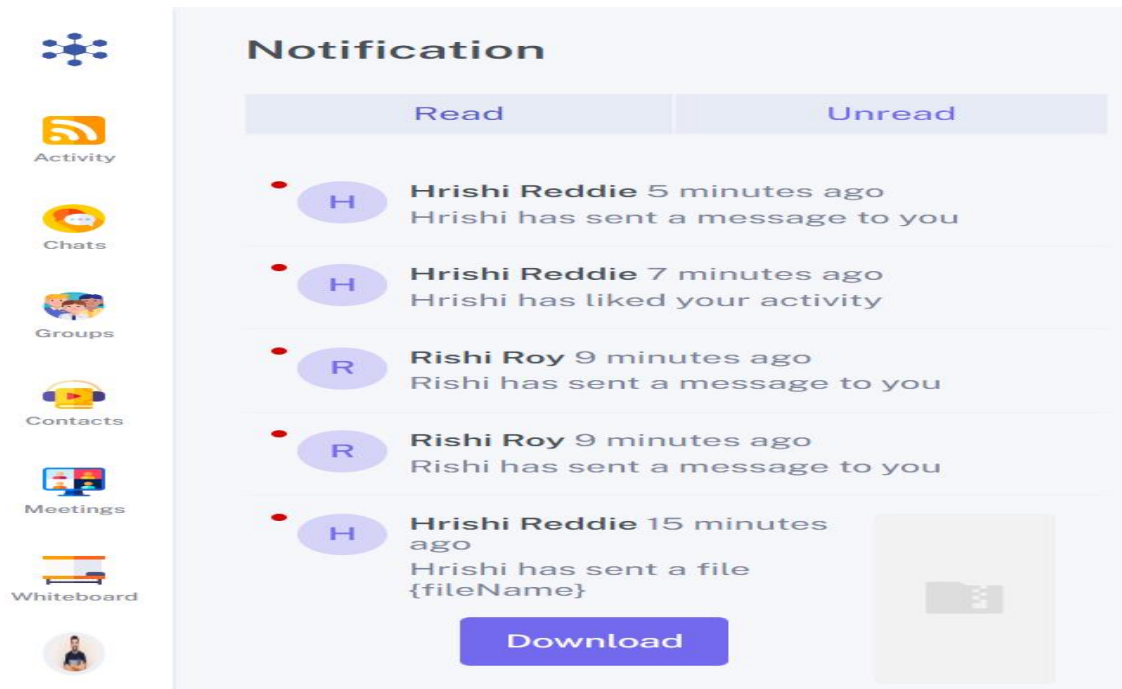 Notification
Read
Unread
Activity
Chats
Groups
Contacts
Meetings
Whiteboard
H
Hrishi Reddie 5 minutes ago
Hrishi has sent a message to you
H
Hrishi Reddie 7 minutes ago
Hrishi has liked your activity
R
Rishi Roy 9 minutes ago
Rishi has sent a message to you
R
Rishi Roy 9 minutes ago
Rishi has sent a message to you
H
Hrishi Reddie 15 minutes
ago
Hrishi has sent a file
{fileName}
Download